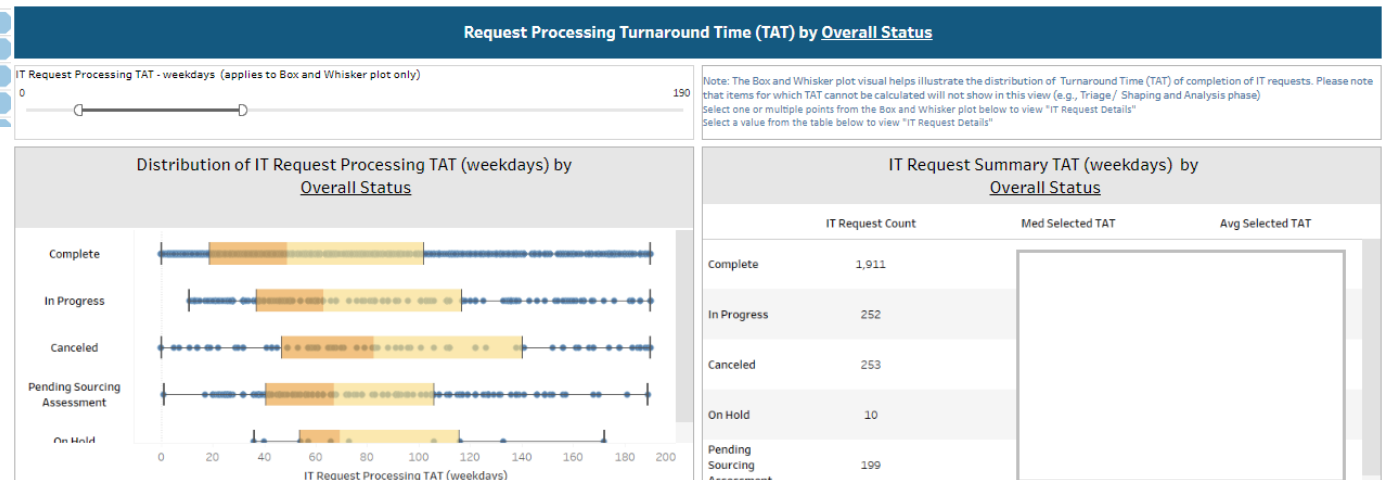 Request Processing Turnaround Time (TAT) by Overall Status
IT Request Processing TAT - weekdays (applies to Box and Whisker plot only)
0
190
Note: The Box and Whisker plot visual helps illustrate the distribution of Turnaround Time (TAT) of completion of IT requests. Please note
that items for which TAT cannot be calculated will not show in this view (e.g., Triage/ Shaping and Analysis phase)
Select one or multiple points from the Box and Whisker plot below to view "IT Request Details"
Select a value from the table below to view "IT Request Details"
Distribution of IT Request Processing TAT (weekdays) by
Overall Status
Complete
In Progress
Canceled
Pending Sourcing
Assessment
On Hold
0 20 40 60 80 100 120 140 160 180 200
IT Request Processing TAT (weekdays)
IT Request Summary TAT (weekdays) by
Overall Status
IT Request Count Med Selected TAT Avg Selected TAT
Complete 1,911
In Progress 252
Canceled 253
On Hold 10
Pending
Sourcing 199
Assessment